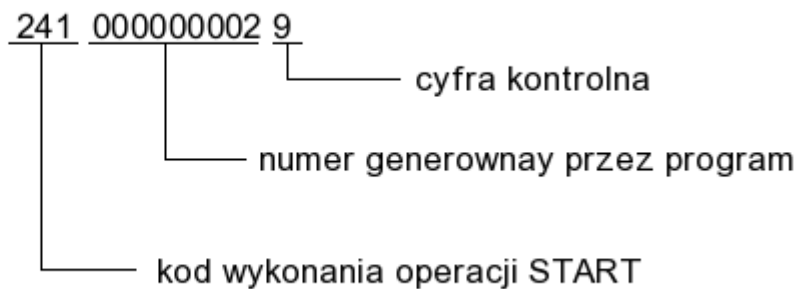 241 000000002 9
cyfra kontrolna
numer generownay przez program
kod wykonania operacji START